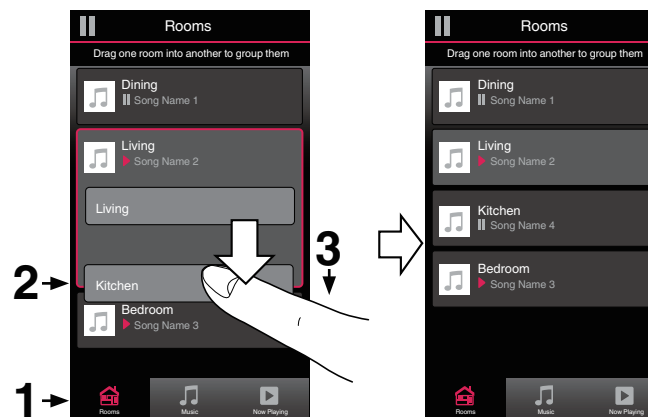 Rooms
Drag one room into another to group them
Dining
Song Name 1
Living
Song Name 2
Living
Kitchen
Bedroom
Song Name 3
Rooms Music Now Playing
1
2
3
Rooms
Drag one room into another to group them
Dining
Song Name 1
Living
Song Name 2
Kitchen
Song Name 4
Bedroom
Song Name 3
Rooms Music Now Playing